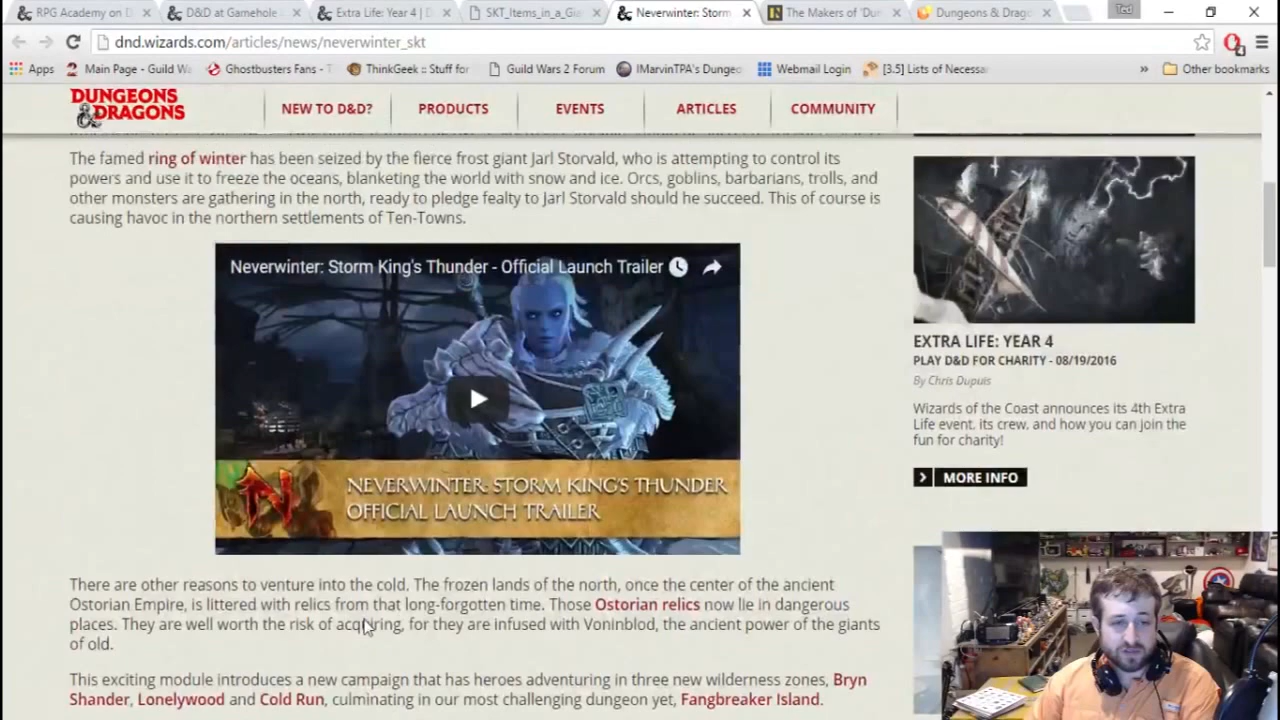 RPG Academy on D
D&D at Gamehole
Extra Life: Year 4 | D
SKT_Items_in_a_Gia
Neverwinter: Storm
The Makers of 'Dun
Dungeons & Drago
Ted
dnd.wizards.com/articles/news/neverwinter_skt
Apps
Main Page - Guild Wa
Ghostbusters Fans - T
ThinkGeek :: Stuff for
Guild Wars 2 Forum
IMarvinTPA's Dunge
Webmail Login
[3.5] Lists of Necessa
»
Other bookmarks
DUNGEONS
& DRAGONS
NEW TO D&D?
PRODUCTS
EVENTS
ARTICLES
COMMUNITY
The famed ring of winter has been seized by the fierce frost giant Jarl Storvald, who is attempting to control its
powers and use it to freeze the oceans, blanketing the world with snow and ice. Orcs, goblins, barbarians, trolls, and
other monsters are gathering in the north, ready to pledge fealty to Jarl Storvald should he succeed. This of course is
causing havoc in the northern settlements of Ten-Towns.
Neverwinter: Storm King's Thunder - Official Launch Trailer
N
NEVERWINTER: STORM KING'S THUNDER
OFFICIAL LAUNCH TRAILER
There are other reasons to venture into the cold. The frozen lands of the north, once the center of the ancient
Ostorian Empire, is littered with relics from that long-forgotten time. Those Ostorian relics now lie in dangerous
places. They are well worth the risk of acquiring, for they are infused with Voninblod, the ancient power of the giants
of old.
This exciting module introduces a new campaign that has heroes adventuring in three new wilderness zones, Bryn
Shander, Lonelywood and Cold Run, culminating in our most challenging dungeon yet, Fangbreaker Island.
EXTRA LIFE: YEAR 4
PLAY D&D FOR CHARITY - 08/19/2016
By Chris Dupuis
Wizards of the Coast announces its 4th Extra
Life event, its crew, and how you can join the
fun for charity!
MORE INFO